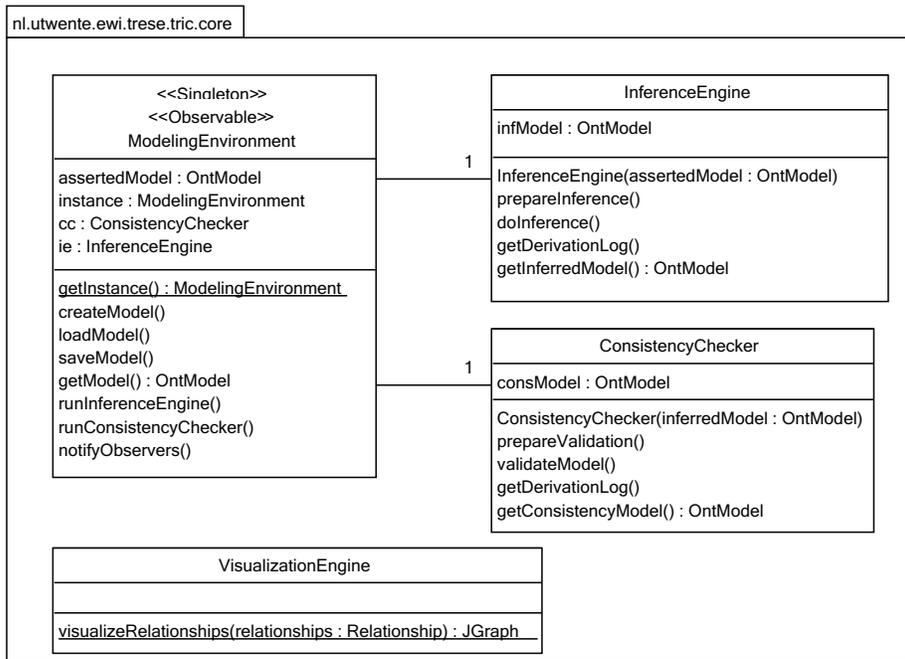 nl.utwente.ewi.trese.tric.core
<<Singleton>>
<<Observable>>
ModelingEnvironment
assertedModel : OntModel
instance : ModelingEnvironment
cc : ConsistencyChecker
ie : InferenceEngine
getInstance() : ModelingEnvironment
createModel()
loadModel()
saveModel()
getModel() : OntModel
runInferenceEngine()
runConsistencyChecker()
notifyObservers()
1
InferenceEngine
infModel : OntModel
InferenceEngine(assertedModel : OntModel)
prepareInference()
doInference()
getDerivationLog()
getInferredModel() : OntModel
1
ConsistencyChecker
consModel : OntModel
ConsistencyChecker(inferredModel : OntModel)
prepareValidation()
validateModel()
getDerivationLog()
getConsistencyModel() : OntModel
VisualizationEngine
visualizeRelationships(relationships : Relationship) : JGraph